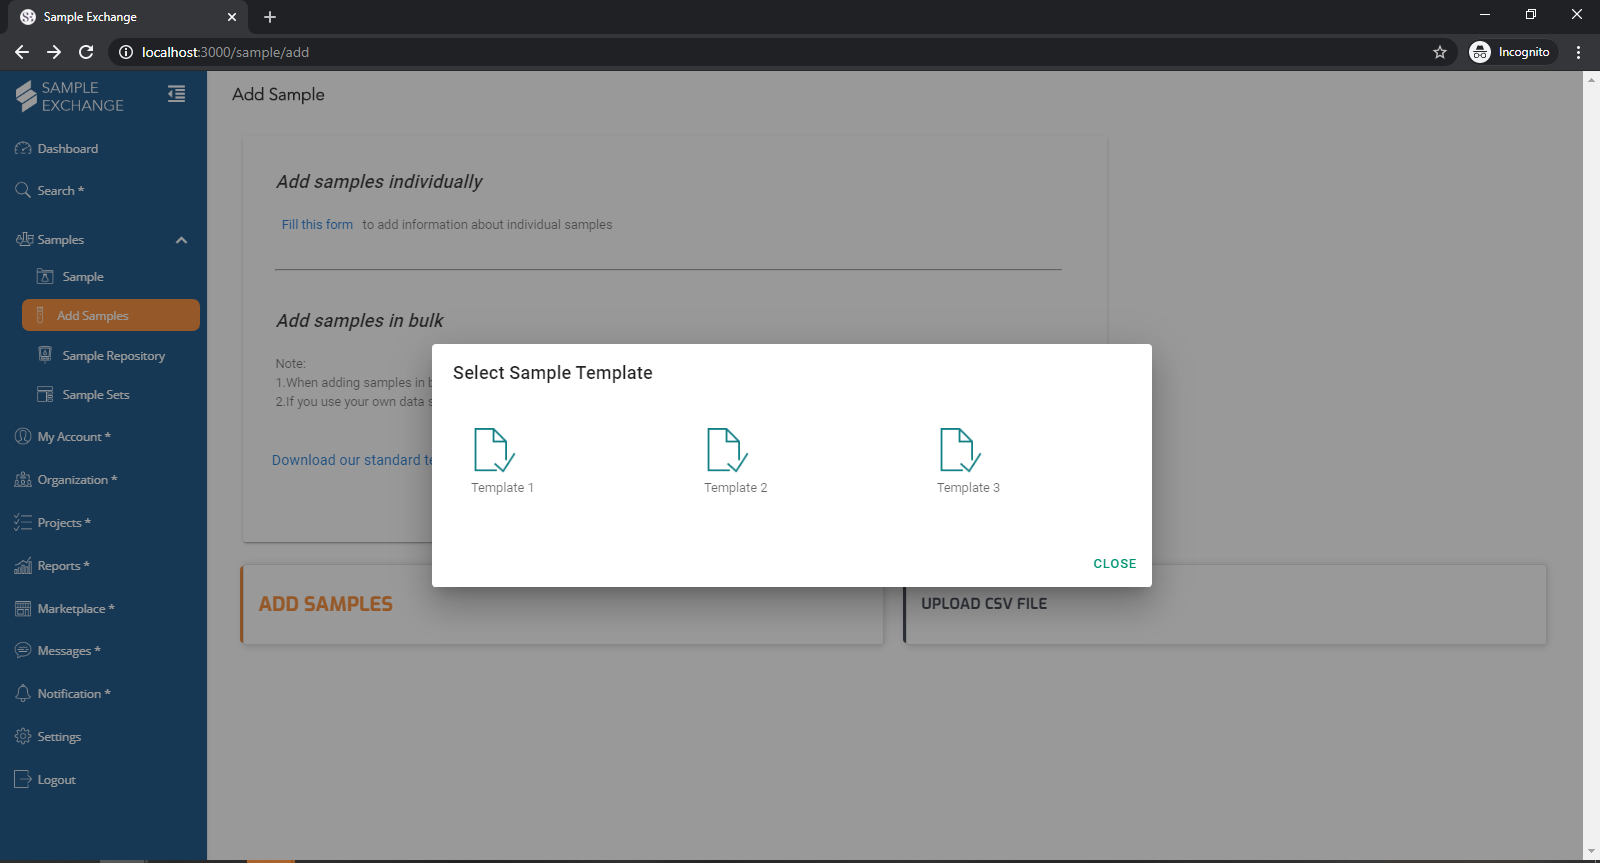 Sample Exchange
localhost:3000/sample/add
Incognito
SAMPLE
EXCHANGE
Dashboard
Search *
Samples
Sample
Add Samples
Sample Repository
Sample Sets
My Account *
Organization *
Projects *
Reports *
Marketplace *
Messages *
Notification *
Settings
Logout
Add Sample
Add samples individually
Fill this form to add information about individual samples
Add samples in bulk
Note:
1.When adding samples in
2.If you use your own data
Download our standard
Select Sample Template
Template 1
Template 2
Template 3
CLOSE
ADD SAMPLES
UPLOAD CSV FILE